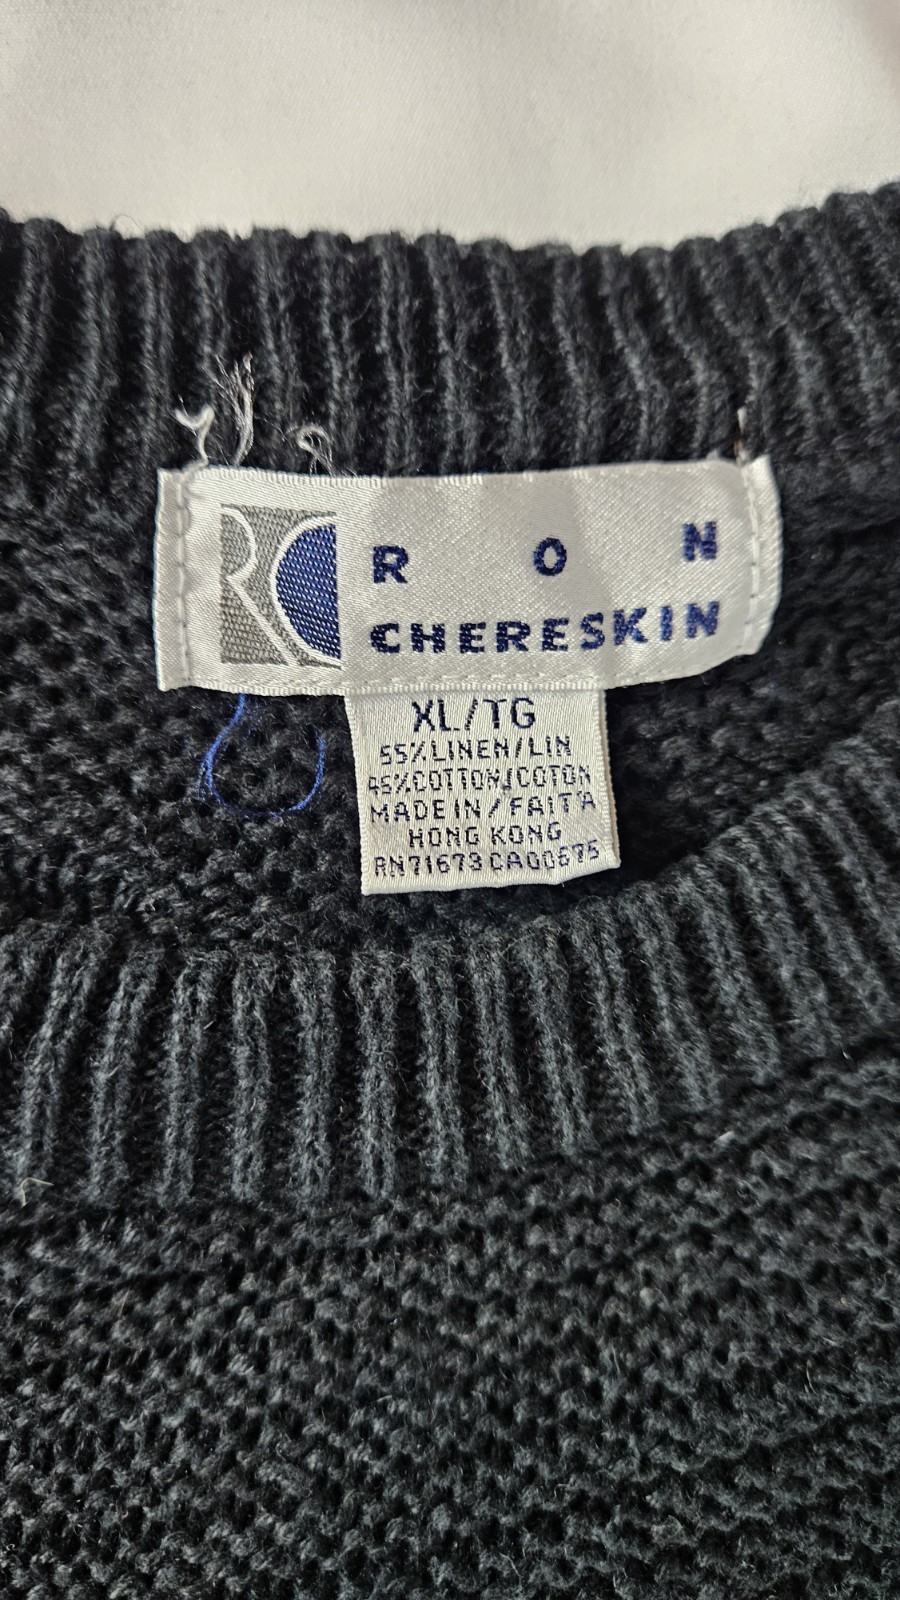 RC
R O N
CHERESKIN
XL/TG
55%LINEN/LIN
45%COTTON/COTON
MADE IN/FAIT'A
HONG KONG
RN71673 CA00675